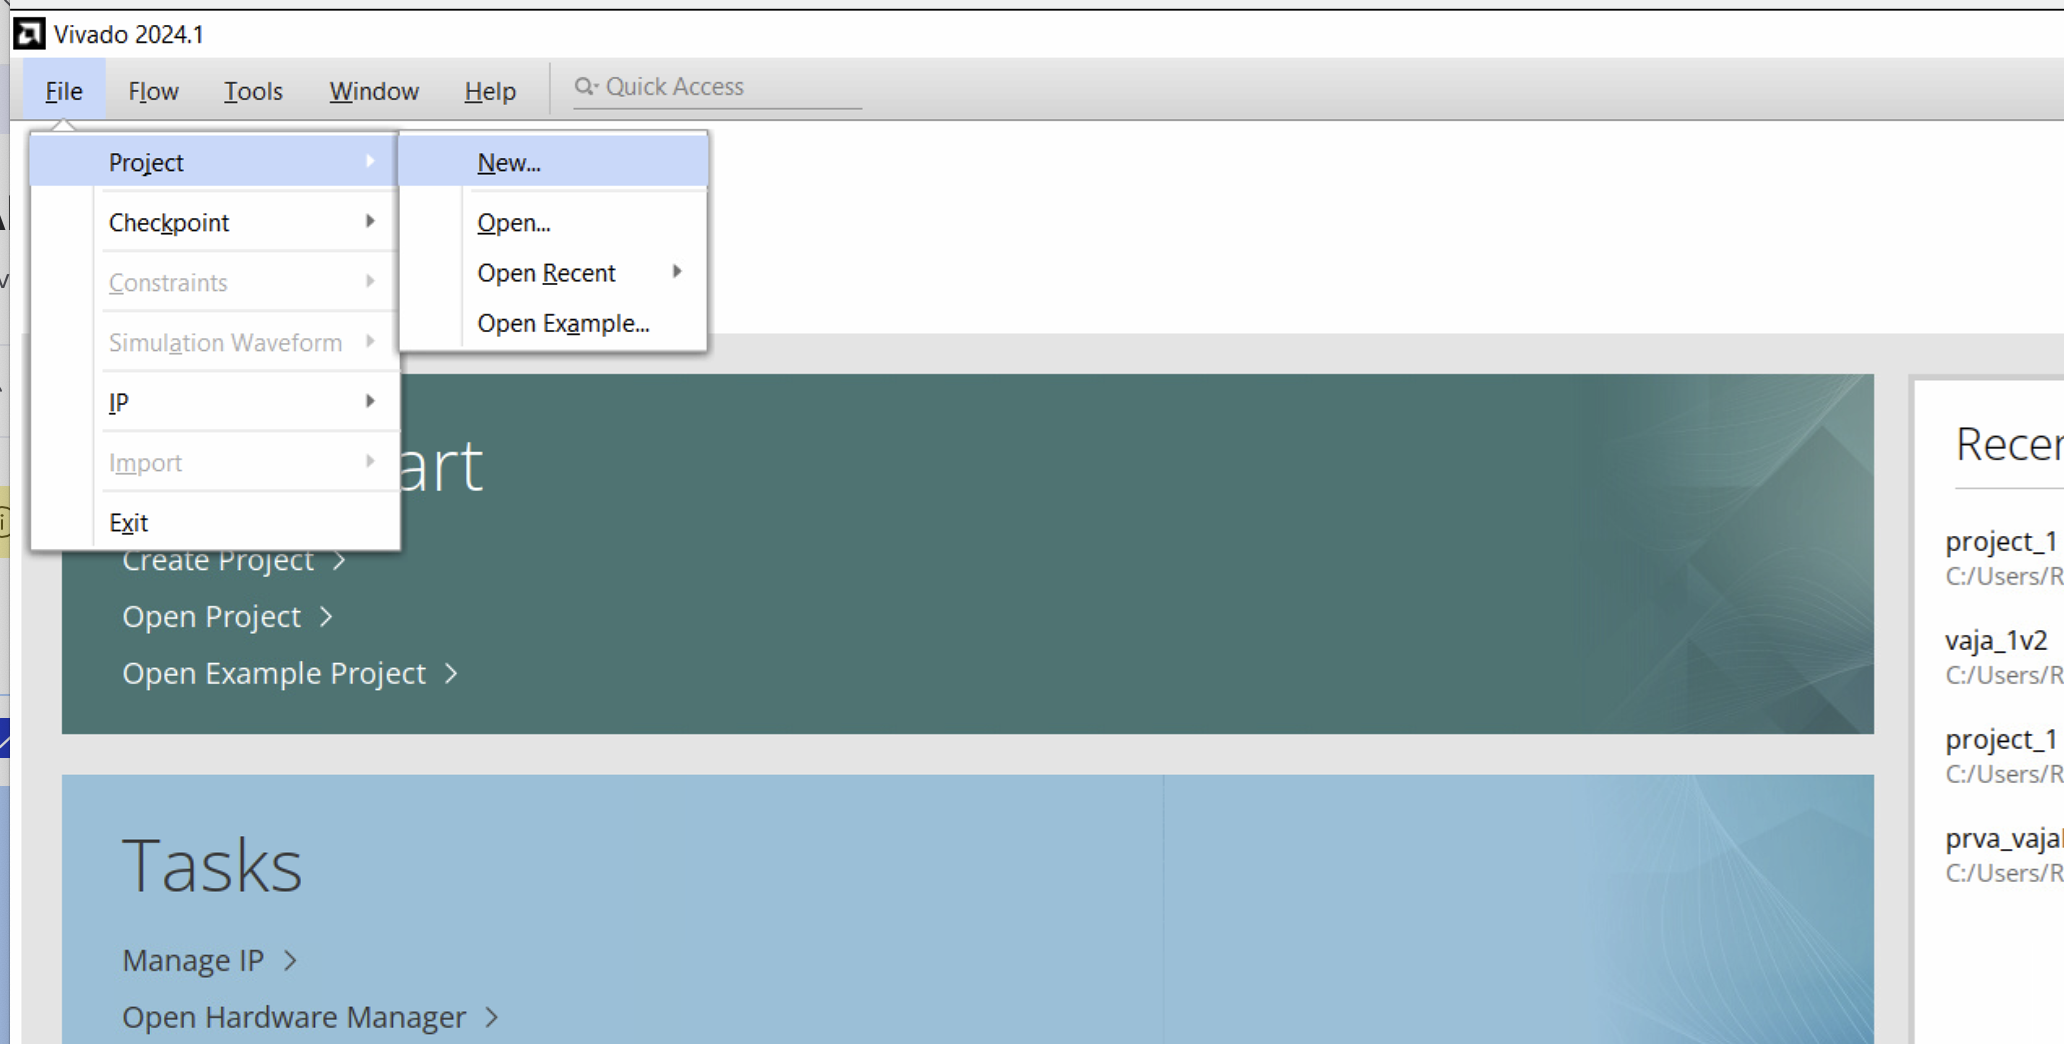 Vivado 2024.1
File Flow Tools Window Help Quick Access
Project
Checkpoint
Constraints
Simulation Waveform
IP
Import
Exit
New...
Open...
Open Recent
Open Example...
art
Create Project
Open Project
Open Example Project
Tasks
Manage IP
Open Hardware Manager
Recen
project_1
C:/Users/R
vaja_1v2
C:/Users/R
project_1
C:/Users/R
prva_vaja
C:/Users/R